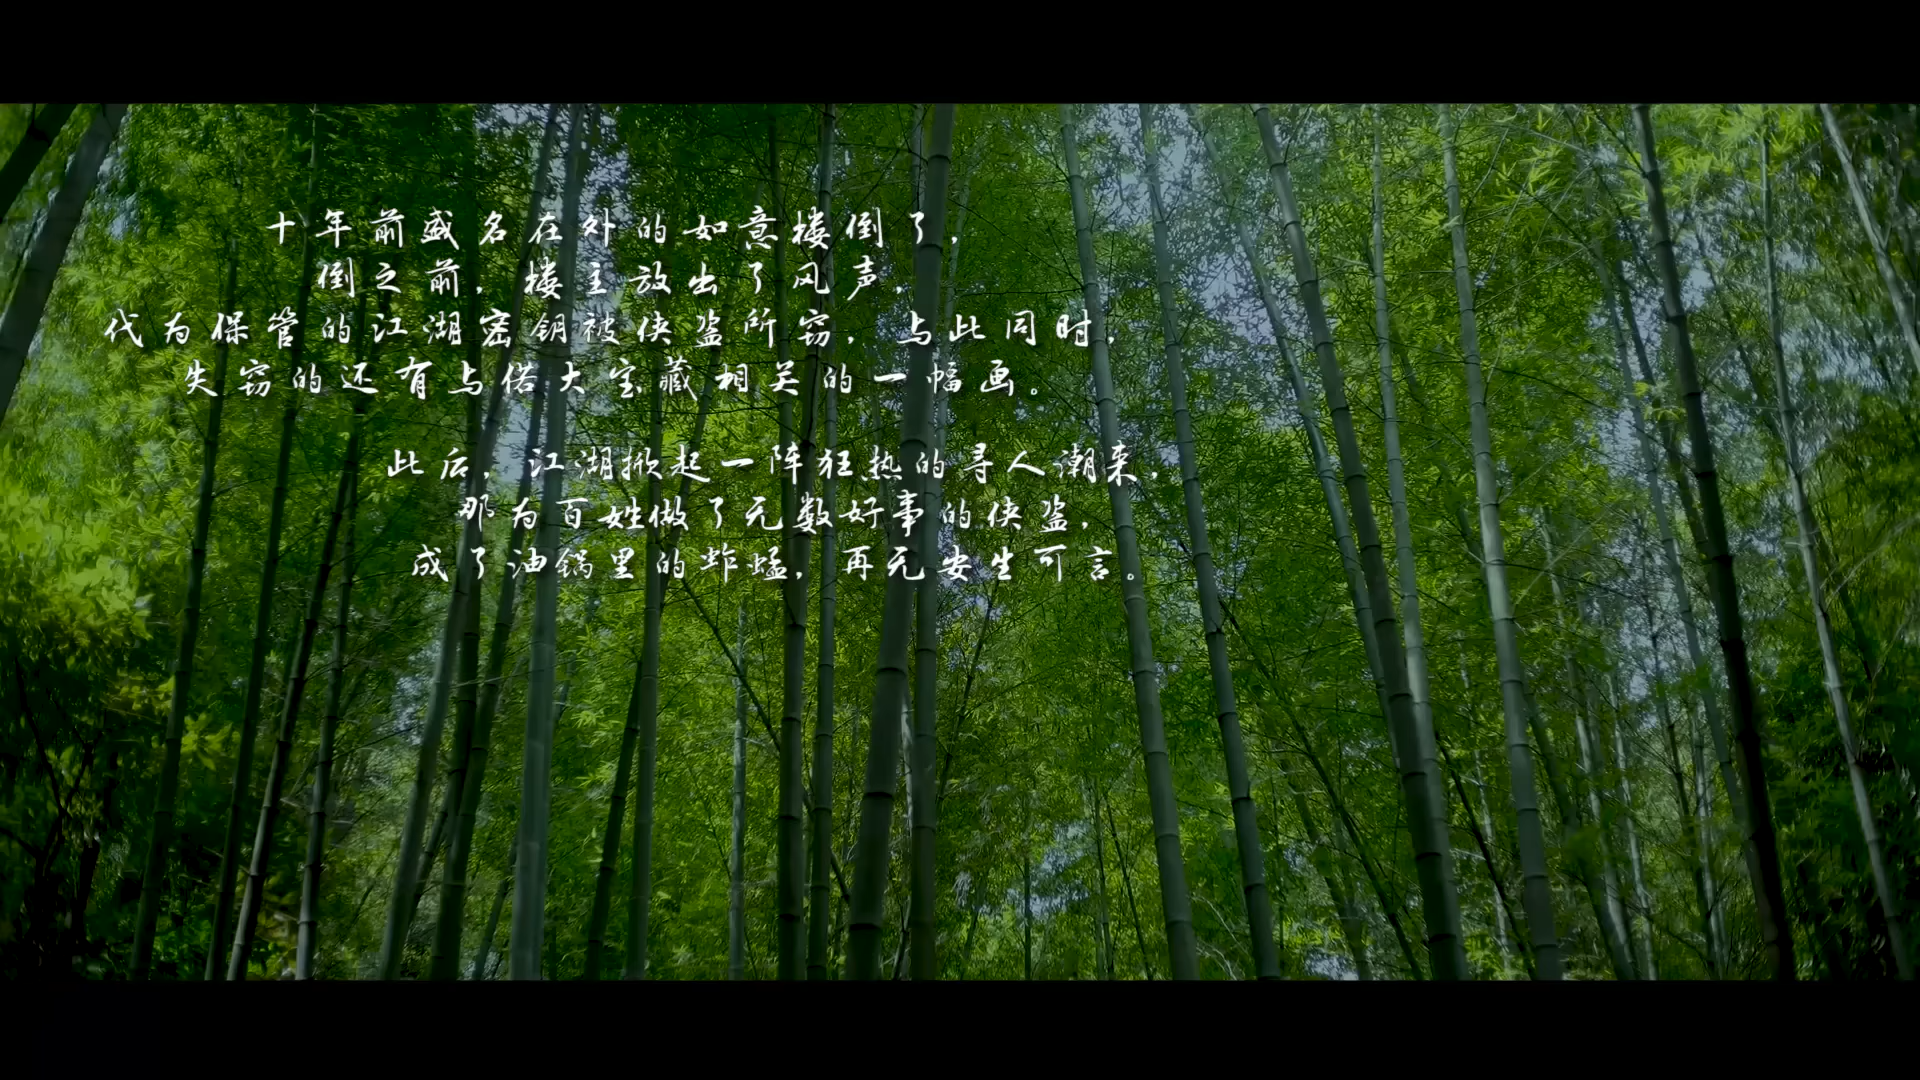 十年前盛名在外的如意楼倒了，
倒之前，楼主放出了风声，
代为保管的江湖密钥被侠盗所窃，与此同时，
失窃的还有与偌大宝藏相关的一幅画。
此后，江湖掀起一阵狂热的寻人潮来，
那为百姓做了无数好事的侠盗，
成了油锅里的蚱蜢，再无安生可言。